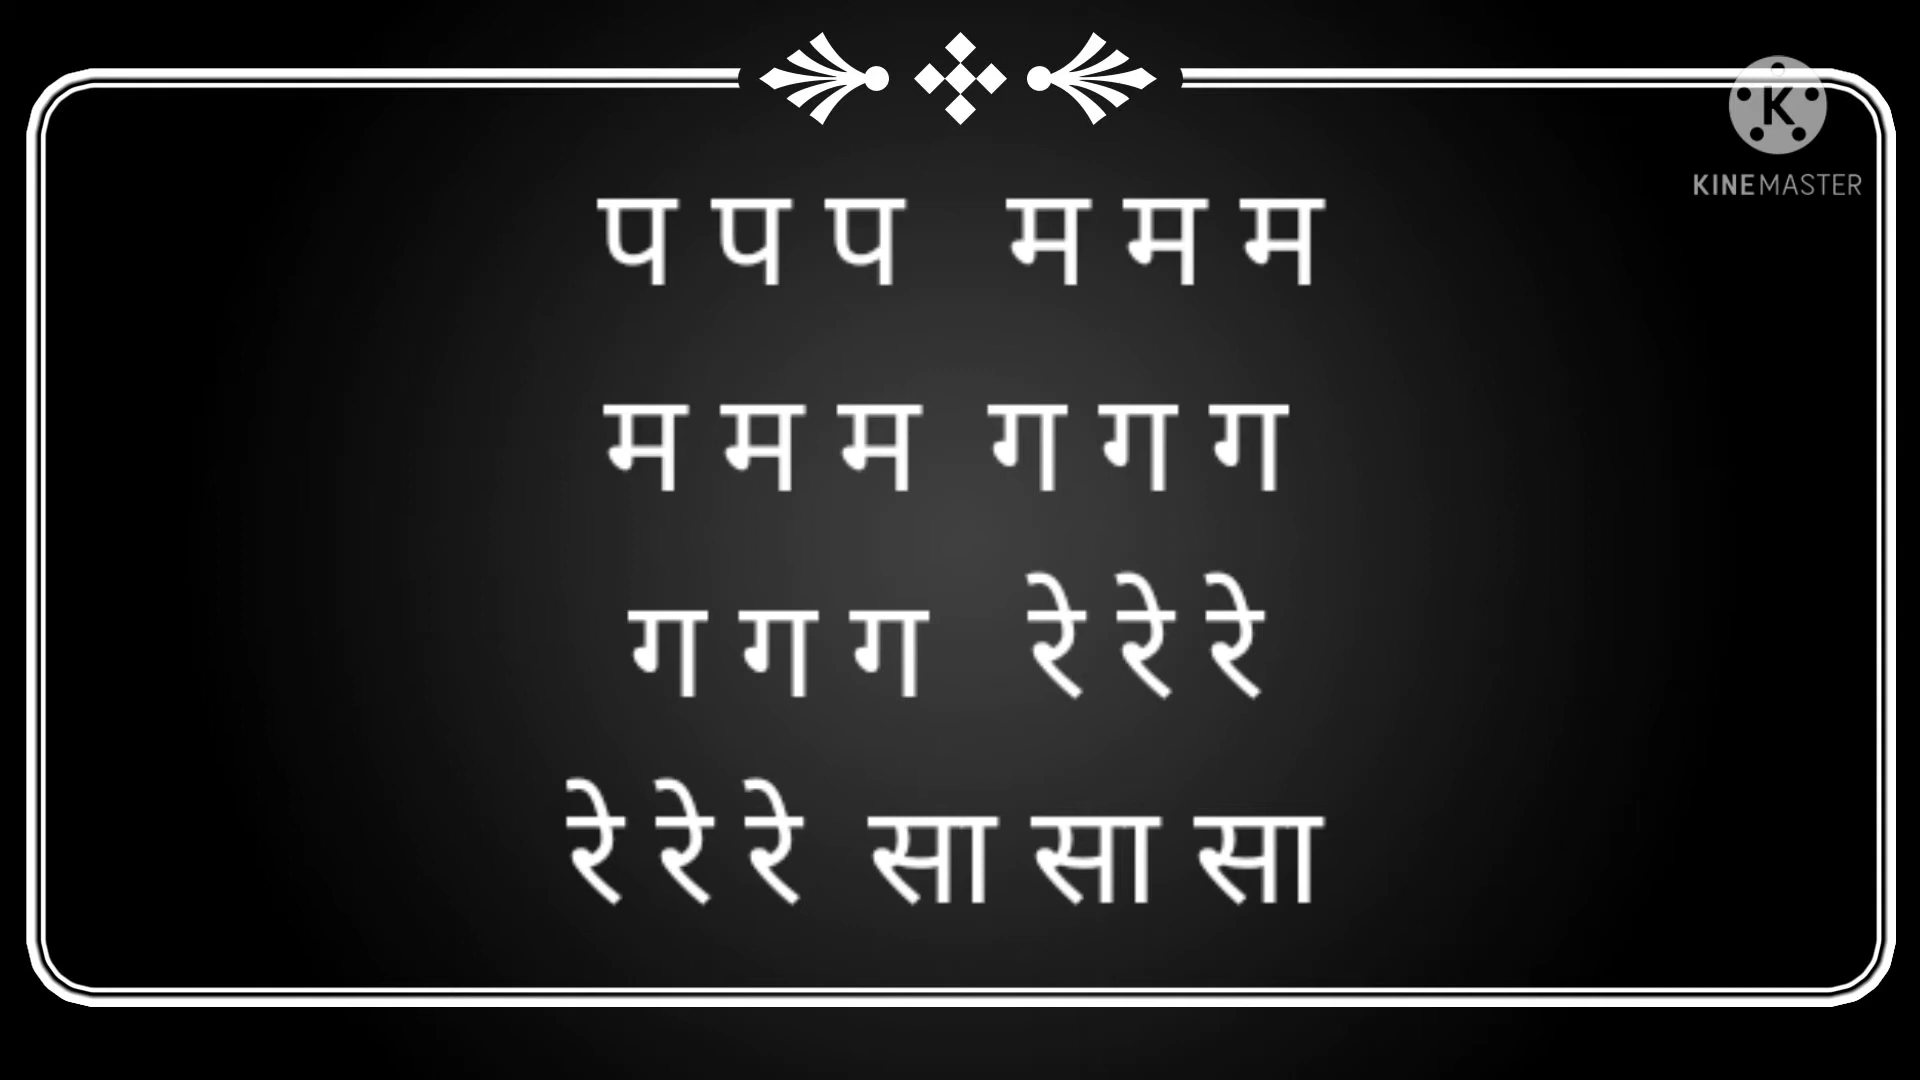 KINEMASTER
प प प म म म
म म म ग ग ग
ग ग ग रे रे रे
रे रे रे सा सा सा